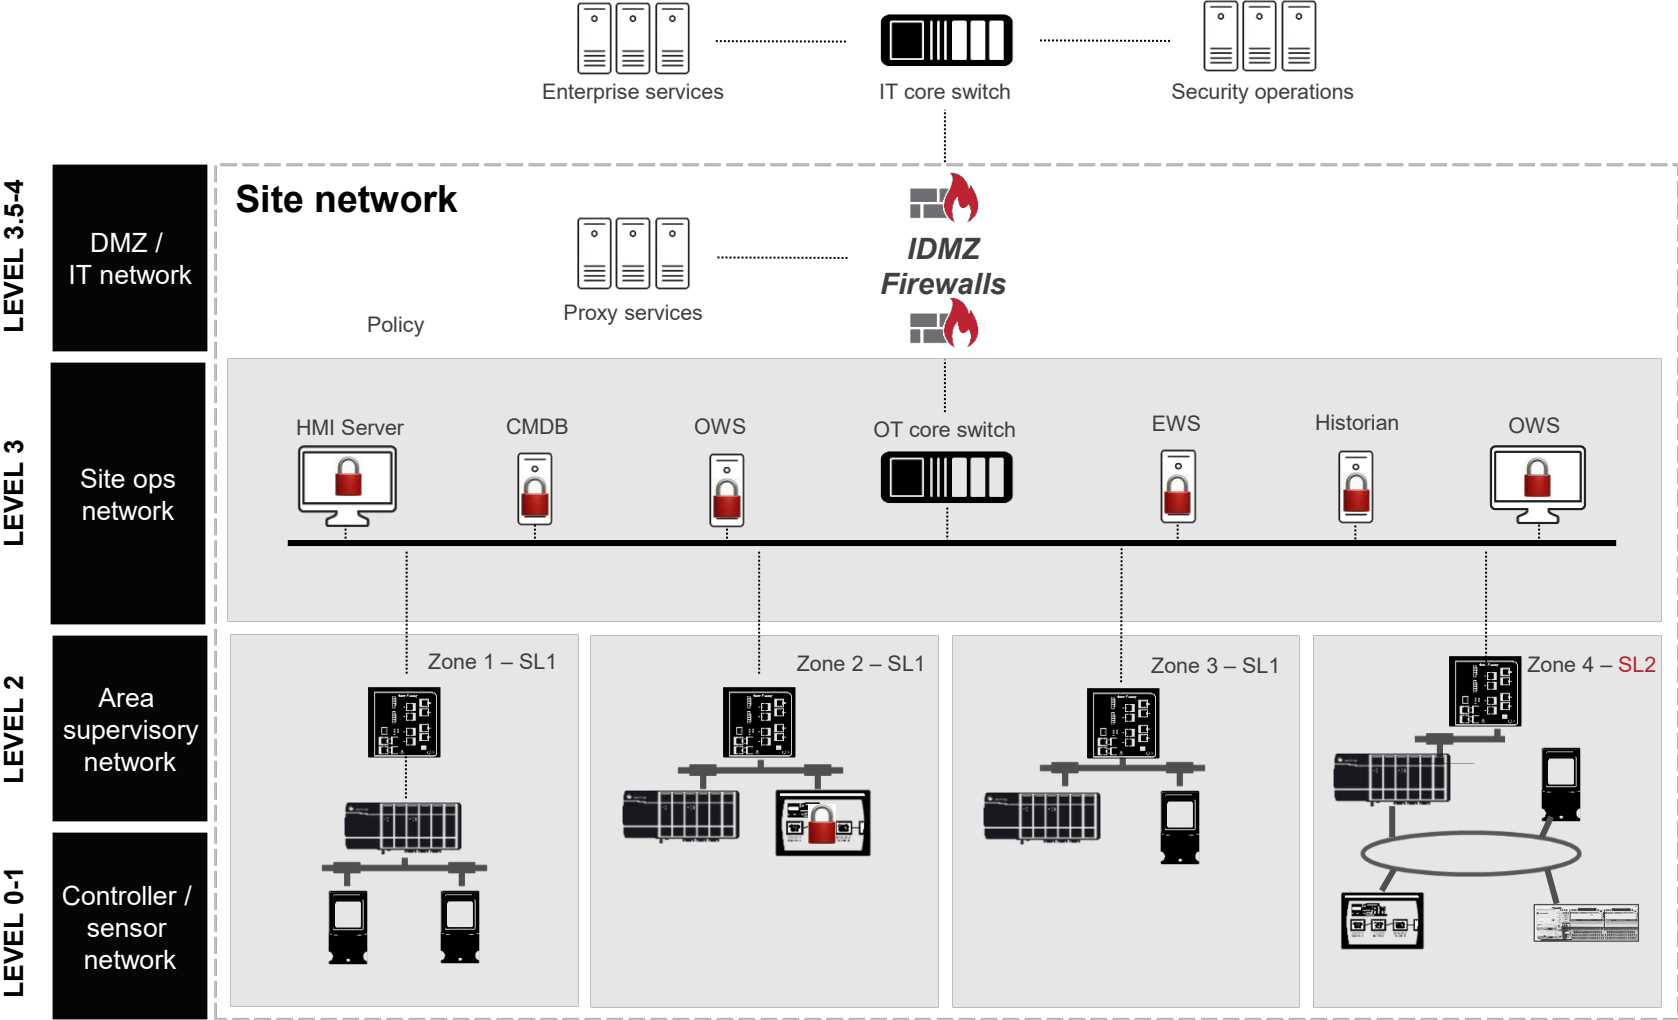 Enterprise services
IT core switch
Security operations
LEVEL 3.5-4
DMZ /
IT network
Site network
IDMZ
Firewalls
Proxy services
Policy
LEVEL 3
Site ops
network
HMI Server
CMDB
OWS
OT core switch
EWS
Historian
OWS
LEVEL 2
Area
supervisory
network
Zone 1 – SL1
Zone 2 – SL1
Zone 3 – SL1
Zone 4 – SL2
LEVEL 0-1
Controller /
sensor
network